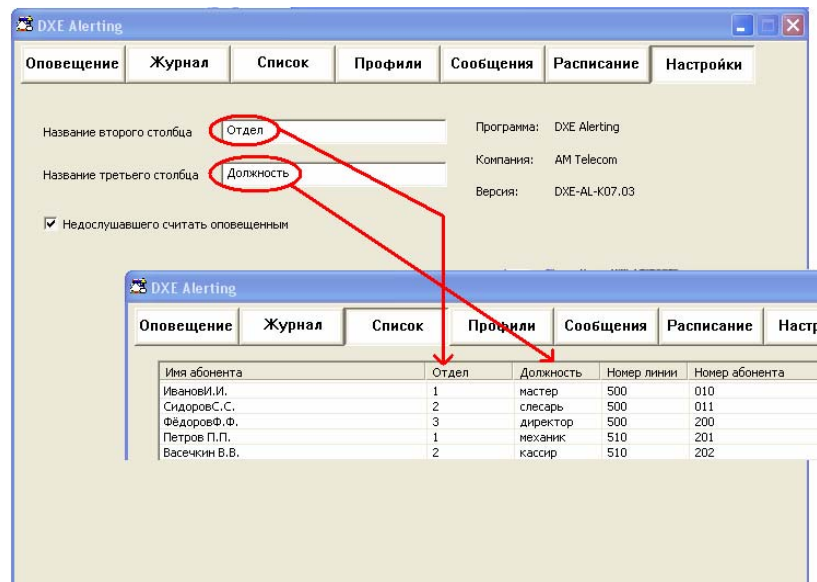 DXE Alerting
Оповещение Журнал Список Профили Сообщения Расписание Настройки
Название второго столбца Отдел Программа: DXE Alerting
Компания: AM Telecom
Название третьего столбца Должность
Версия: DXE-AL-K07.03
Недослушавшего считать оповещенным
DXE Alerting
Оповещение Журнал Список Профили Сообщения Расписание Настр
Имя абонента Отдел Должность Номер линии Номер абонента
ИвановИ.И. 1 мастер 500 010
СидоровС.С. 2 слесарь 500 011
ФёдоровФ.Ф. 3 директор 500 200
Петров П.П. 1 механик 510 201
Васечкин В.В. 2 кассир 510 202